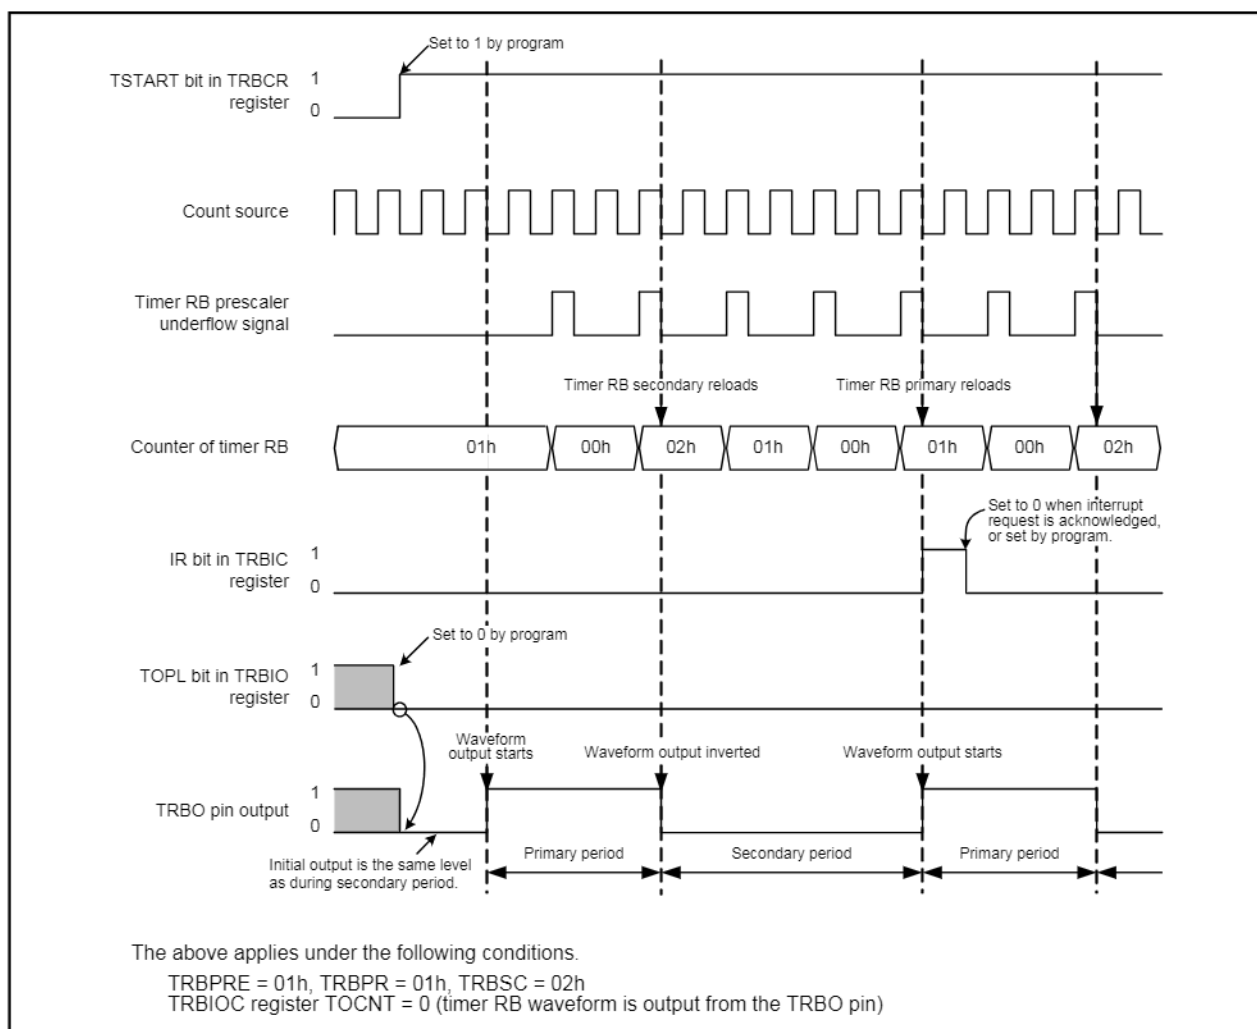 Set to 1 by program
TSTART bit in TRBCR
register
1
0
Count source
Timer RB prescaler
underflow signal
Timer RB secondary reloads
Timer RB primary reloads
Counter of timer RB
01h
00h
02h
01h
00h
01h
00h
02h
Set to 0 when interrupt
request is acknowledged,
or set by program.
IR bit in TRBIC
register
1
0
Set to 0 by program
TOPL bit in TRBIO
register
1
0
Waveform
output starts
Waveform output inverted
Waveform output starts
TRBO pin output
1
0
Initial output is the same level
as during secondary period.
Primary period
Secondary period
Primary period
The above applies under the following conditions.
TRBPRE = 01h, TRBPR = 01h, TRBSC = 02h
TRBIOC register TOCNT = 0 (timer RB waveform is output from the TRBO pin)